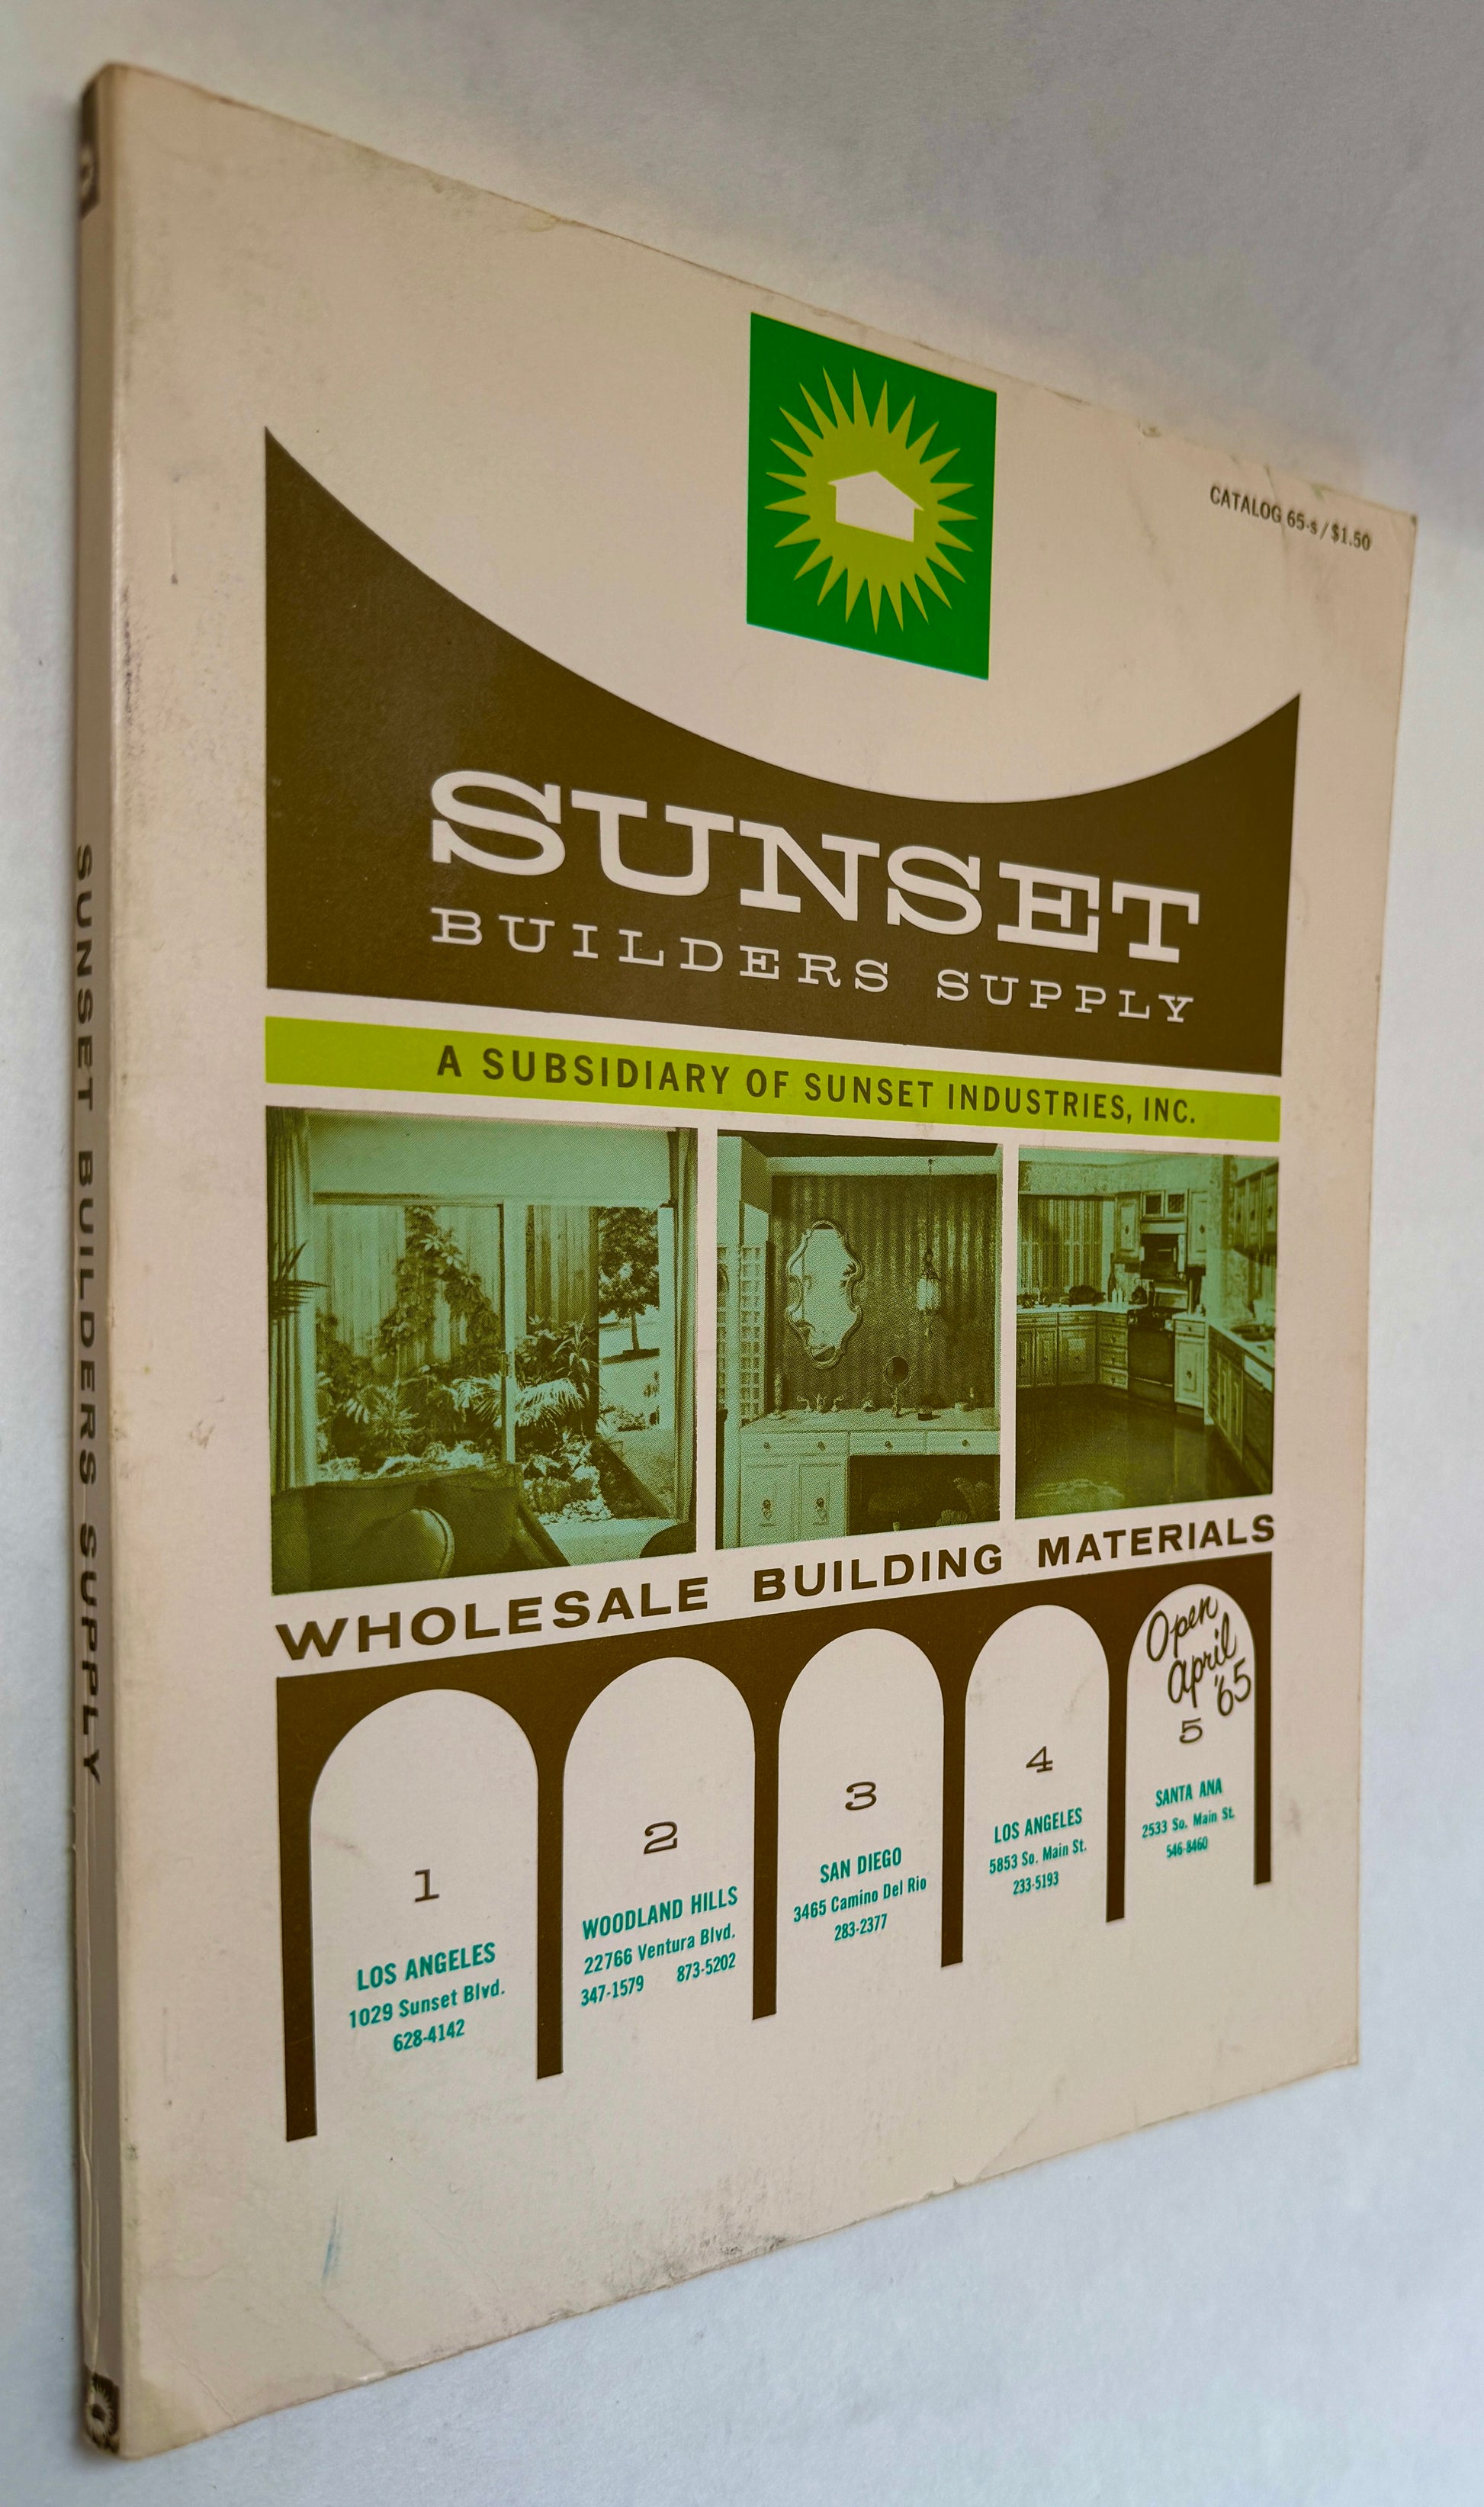 CATALOG 65-s / $1.50
SUNSET
BUILDERS SUPPLY
A SUBSIDIARY OF SUNSET INDUSTRIES, INC.
WHOLESALE BUILDING MATERIALS
1
LOS ANGELES
1029 Sunset Blvd.
628-4142
2
WOODLAND HILLS
22766 Ventura Blvd.
347-1579 873-5202
3
SAN DIEGO
3465 Camino Del Rio
283-2377
4
LOS ANGELES
5853 So. Main St.
233-5193
Open
April
'65
5
SANTA ANA
2533 So. Main St.
546-8460
SUNSET BUILDERS SUPPLY